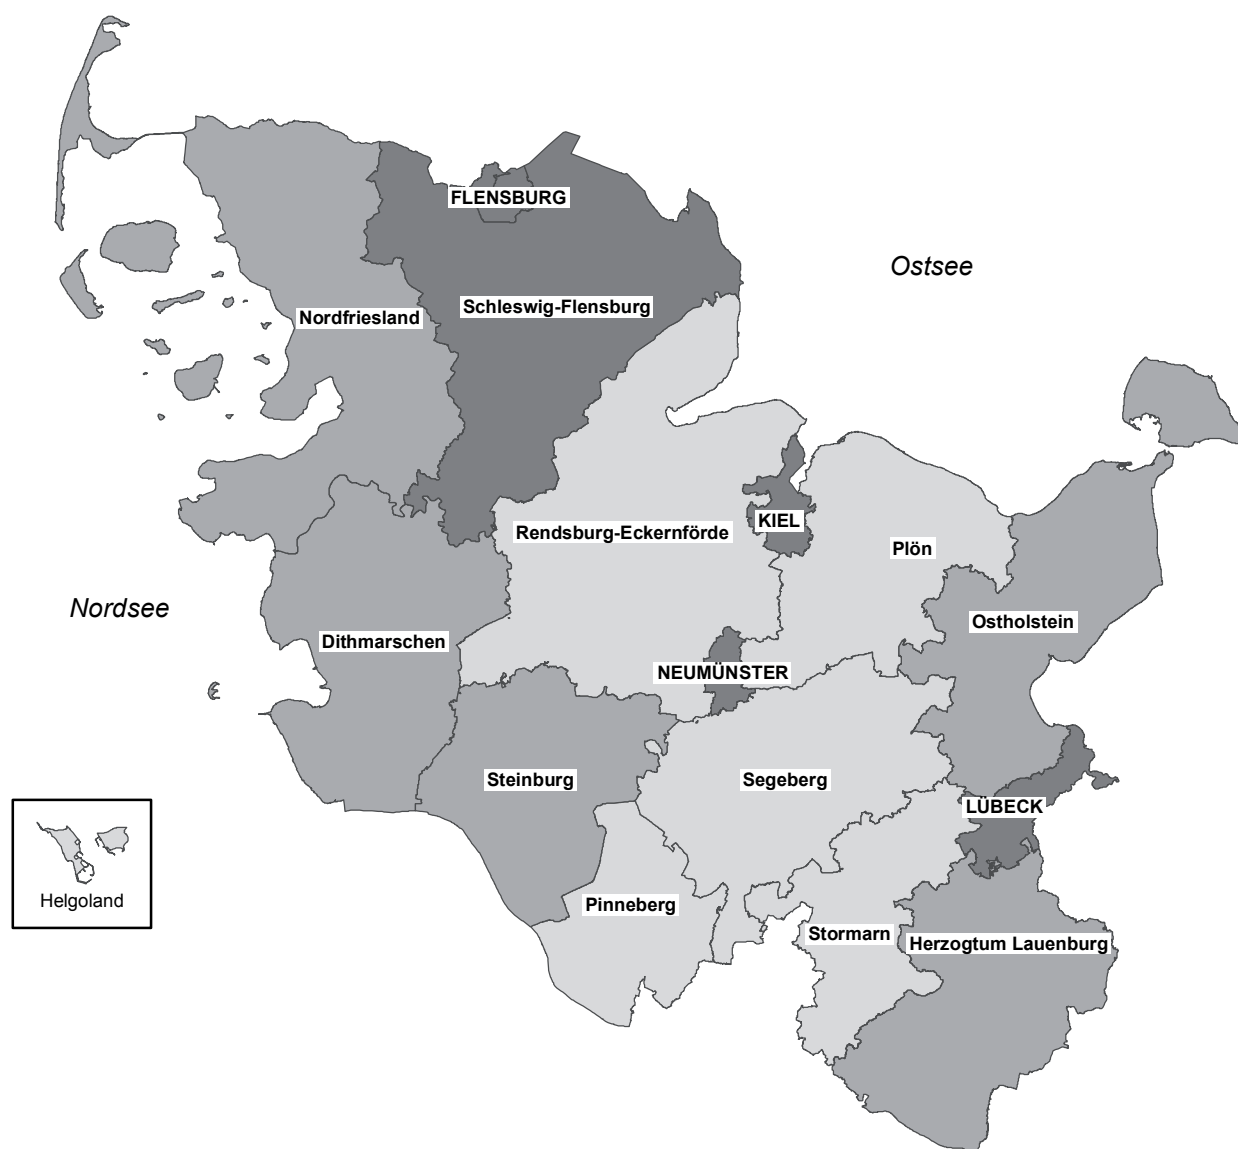 FLENSBURG
Ostsee
Schleswig-Flensburg
Nordfriesland
KIEL
Rendsburg-Eckernförde
Plön
Nordsee
Ostholstein
Dithmarschen
NEUMÜNSTER
Steinburg
Segeberg
LÜBECK
Helgoland
Pinneberg
Stormarn
Herzogtum Lauenburg